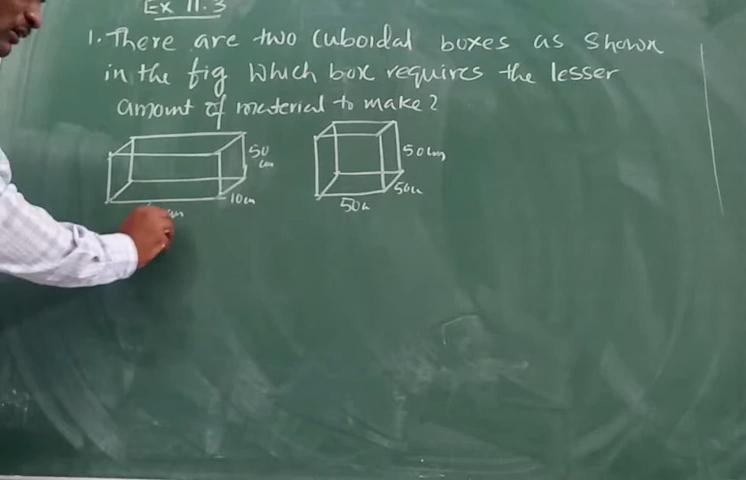 Ex 11.3
1. There are two cuboidal boxes as shown
in the fig Which box requires the lesser
amount of material to make?
50
cm
10cm
cm
50cm
50cm
50cm